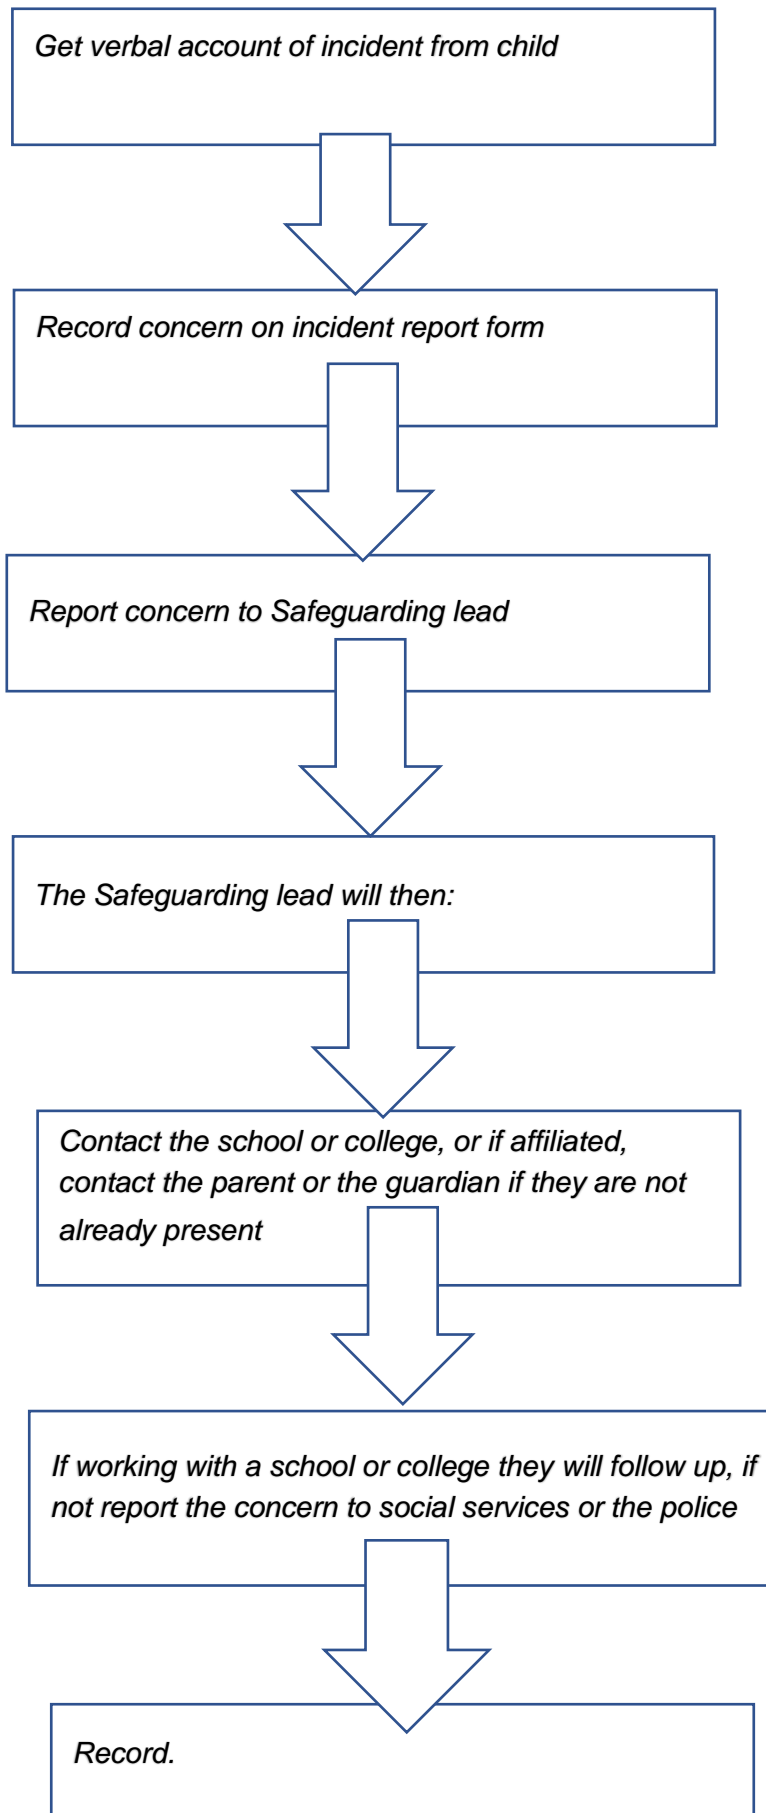 Get verbal account of incident from child
Record concern on incident report form
Report concern to Safeguarding lead
The Safeguarding lead will then:
Contact the school or college, or if affiliated,
contact the parent or the guardian if they are not
already present
If working with a school or college they will follow up, if
not report the concern to social services or the police
Record.